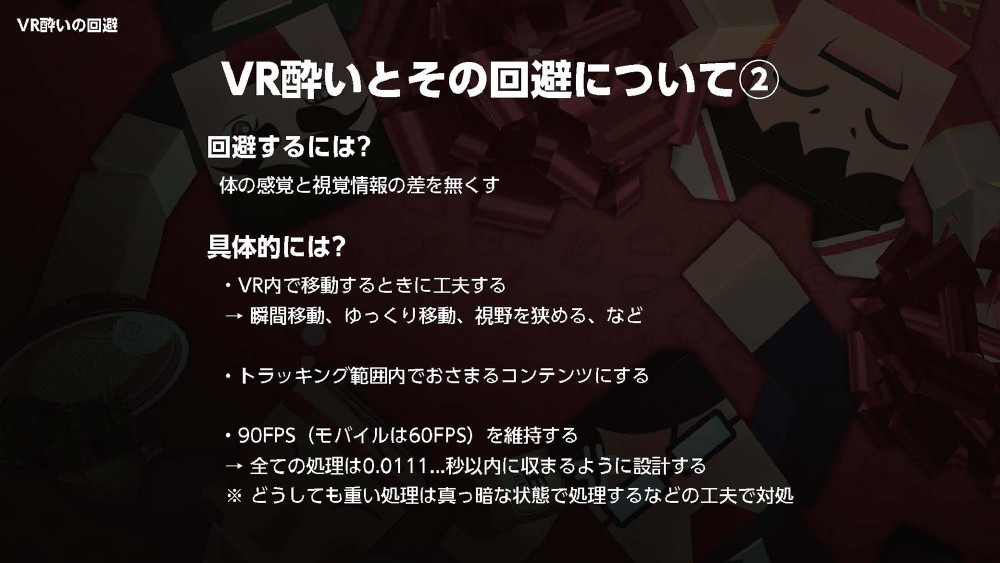 VR酔いの回避
VR酔いとその回避について②
回避するには?
体の感覚と視覚情報の差を無くす
具体的には?
・VR内で移動するときに工夫する
→ 瞬間移動、ゆっくり移動、視野を狭める、など
・トラッキング範囲内でおさまるコンテンツにする
・90FPS（モバイルは60FPS）を維持する
→ 全ての処理は0.0111...秒以内に収まるように設計する
※ どうしても重い処理は真っ暗な状態で処理するなどの工夫で対処